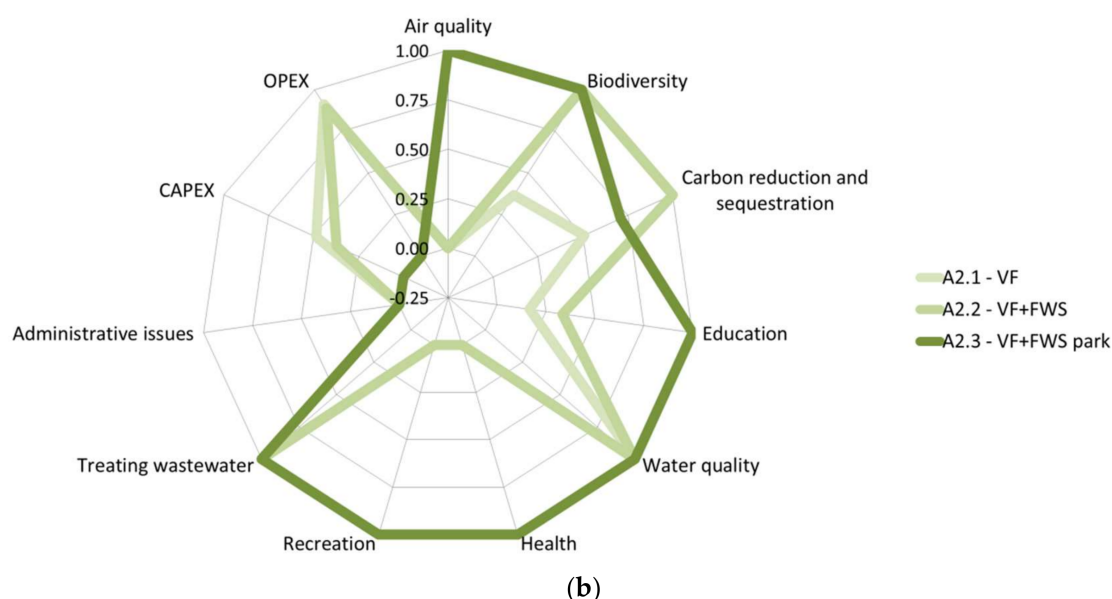 Air quality
1.00
OPEX
Biodiversity
0.75
0.50
CAPEX
Carbon reduction and
sequestration
0.25
0.00
-0.25
A2.1 - VF
A2.2 - VF+FWS
A2.3 - VF+FWS park
Administrative issues
Education
Treating wastewater
Water quality
Recreation
Health
(b)